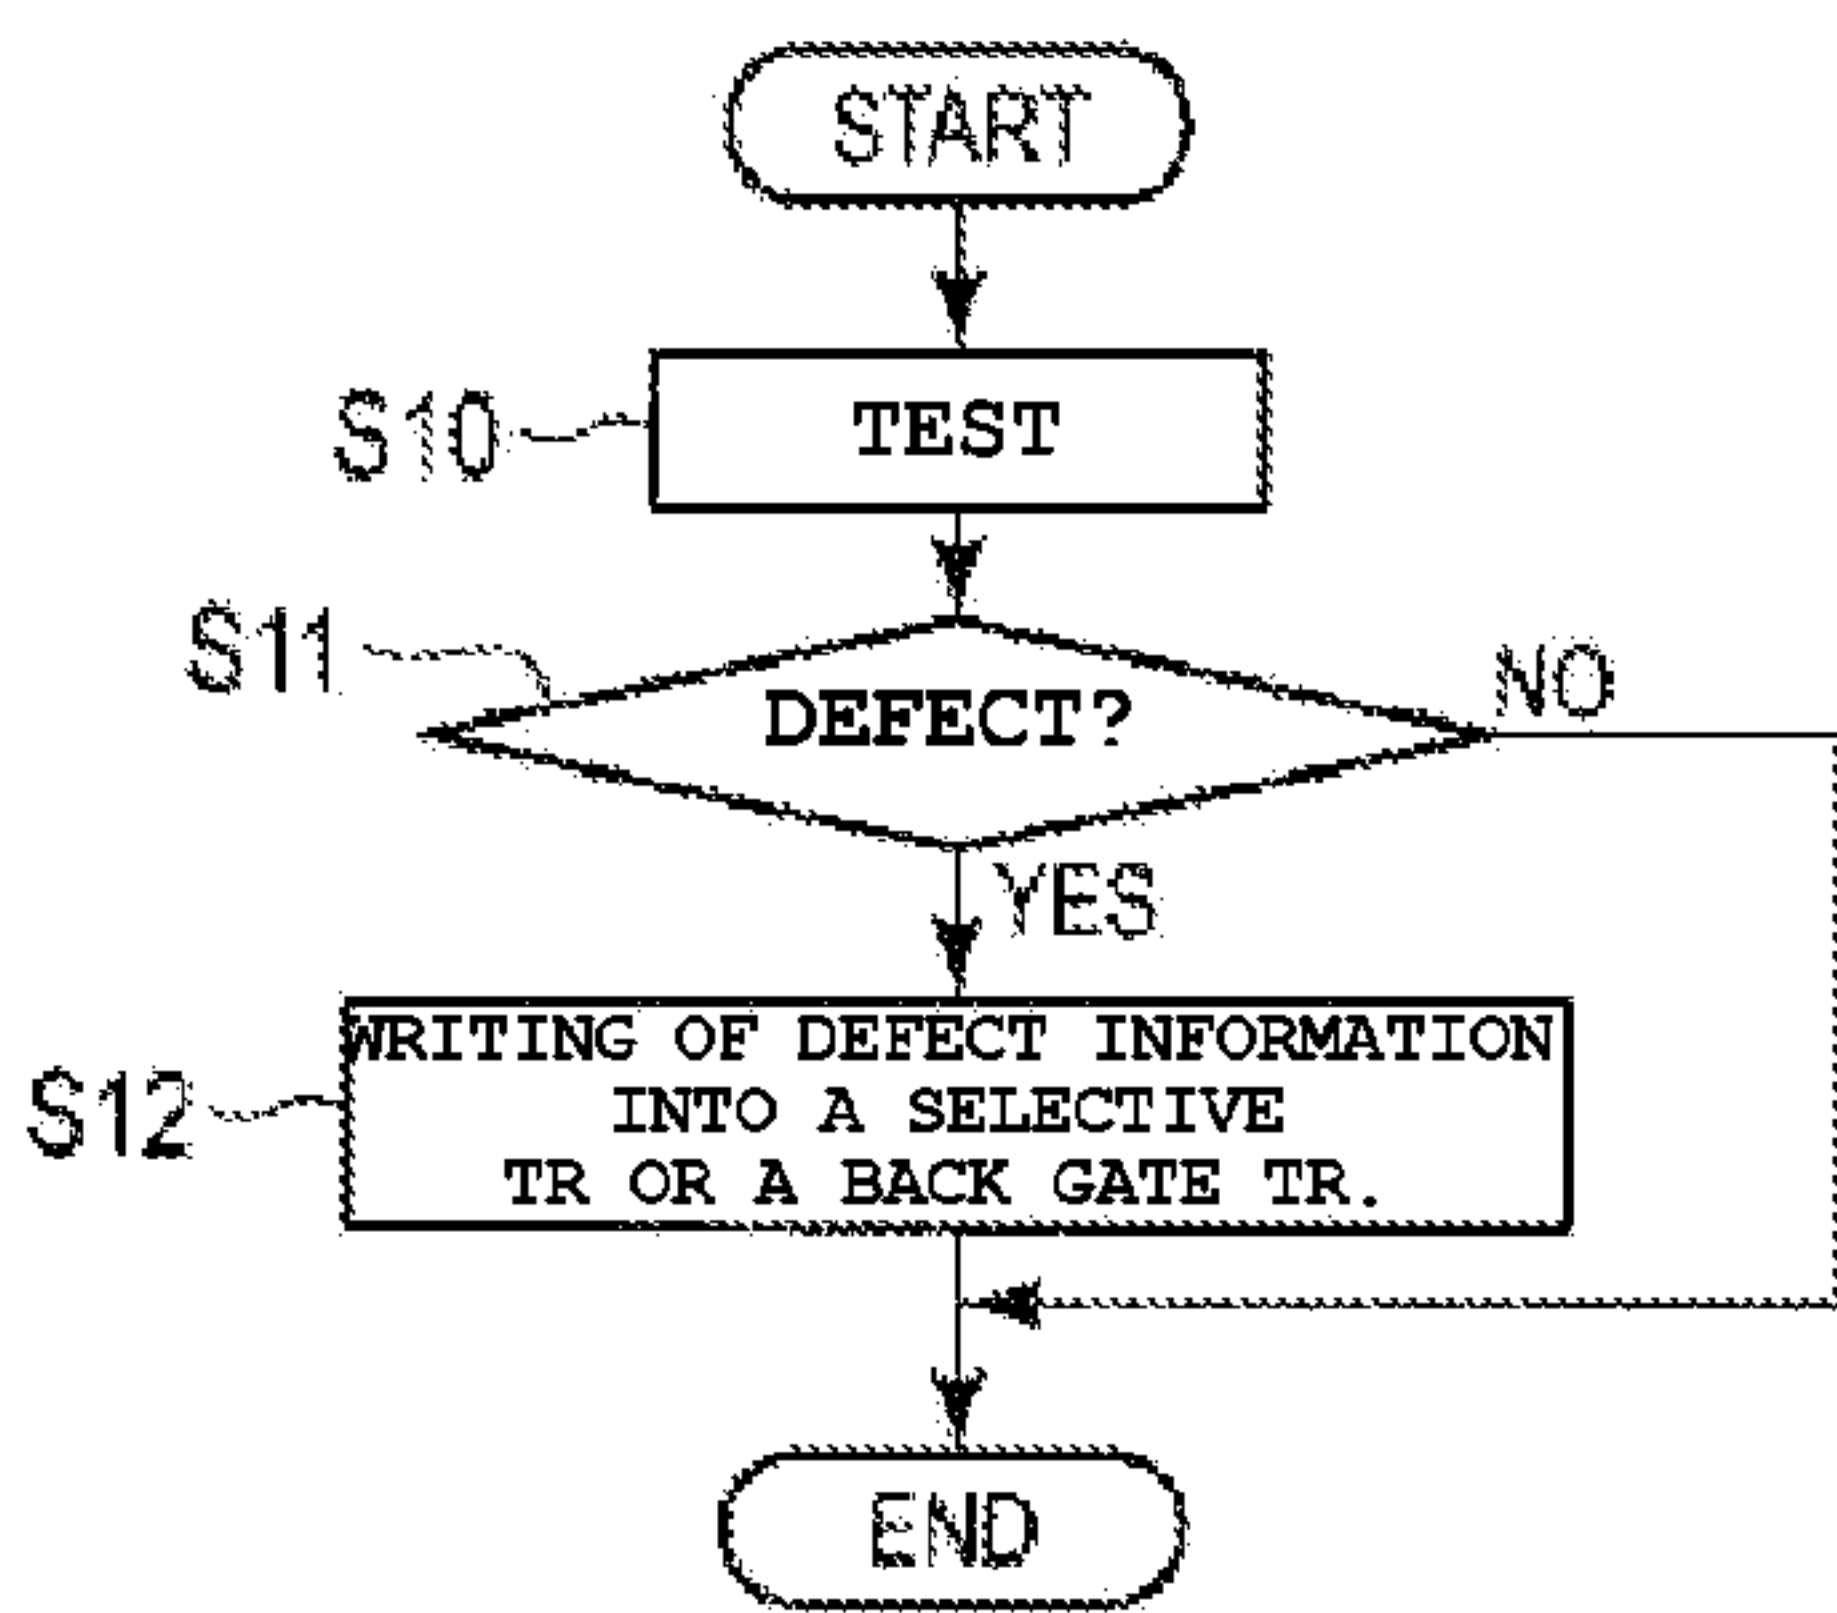 START
S10
TEST
S11
DEFECT?
NO
YES
S12
WRITING OF DEFECT INFORMATION
INTO A SELECTIVE
TR OR A BACK GATE TR.
END